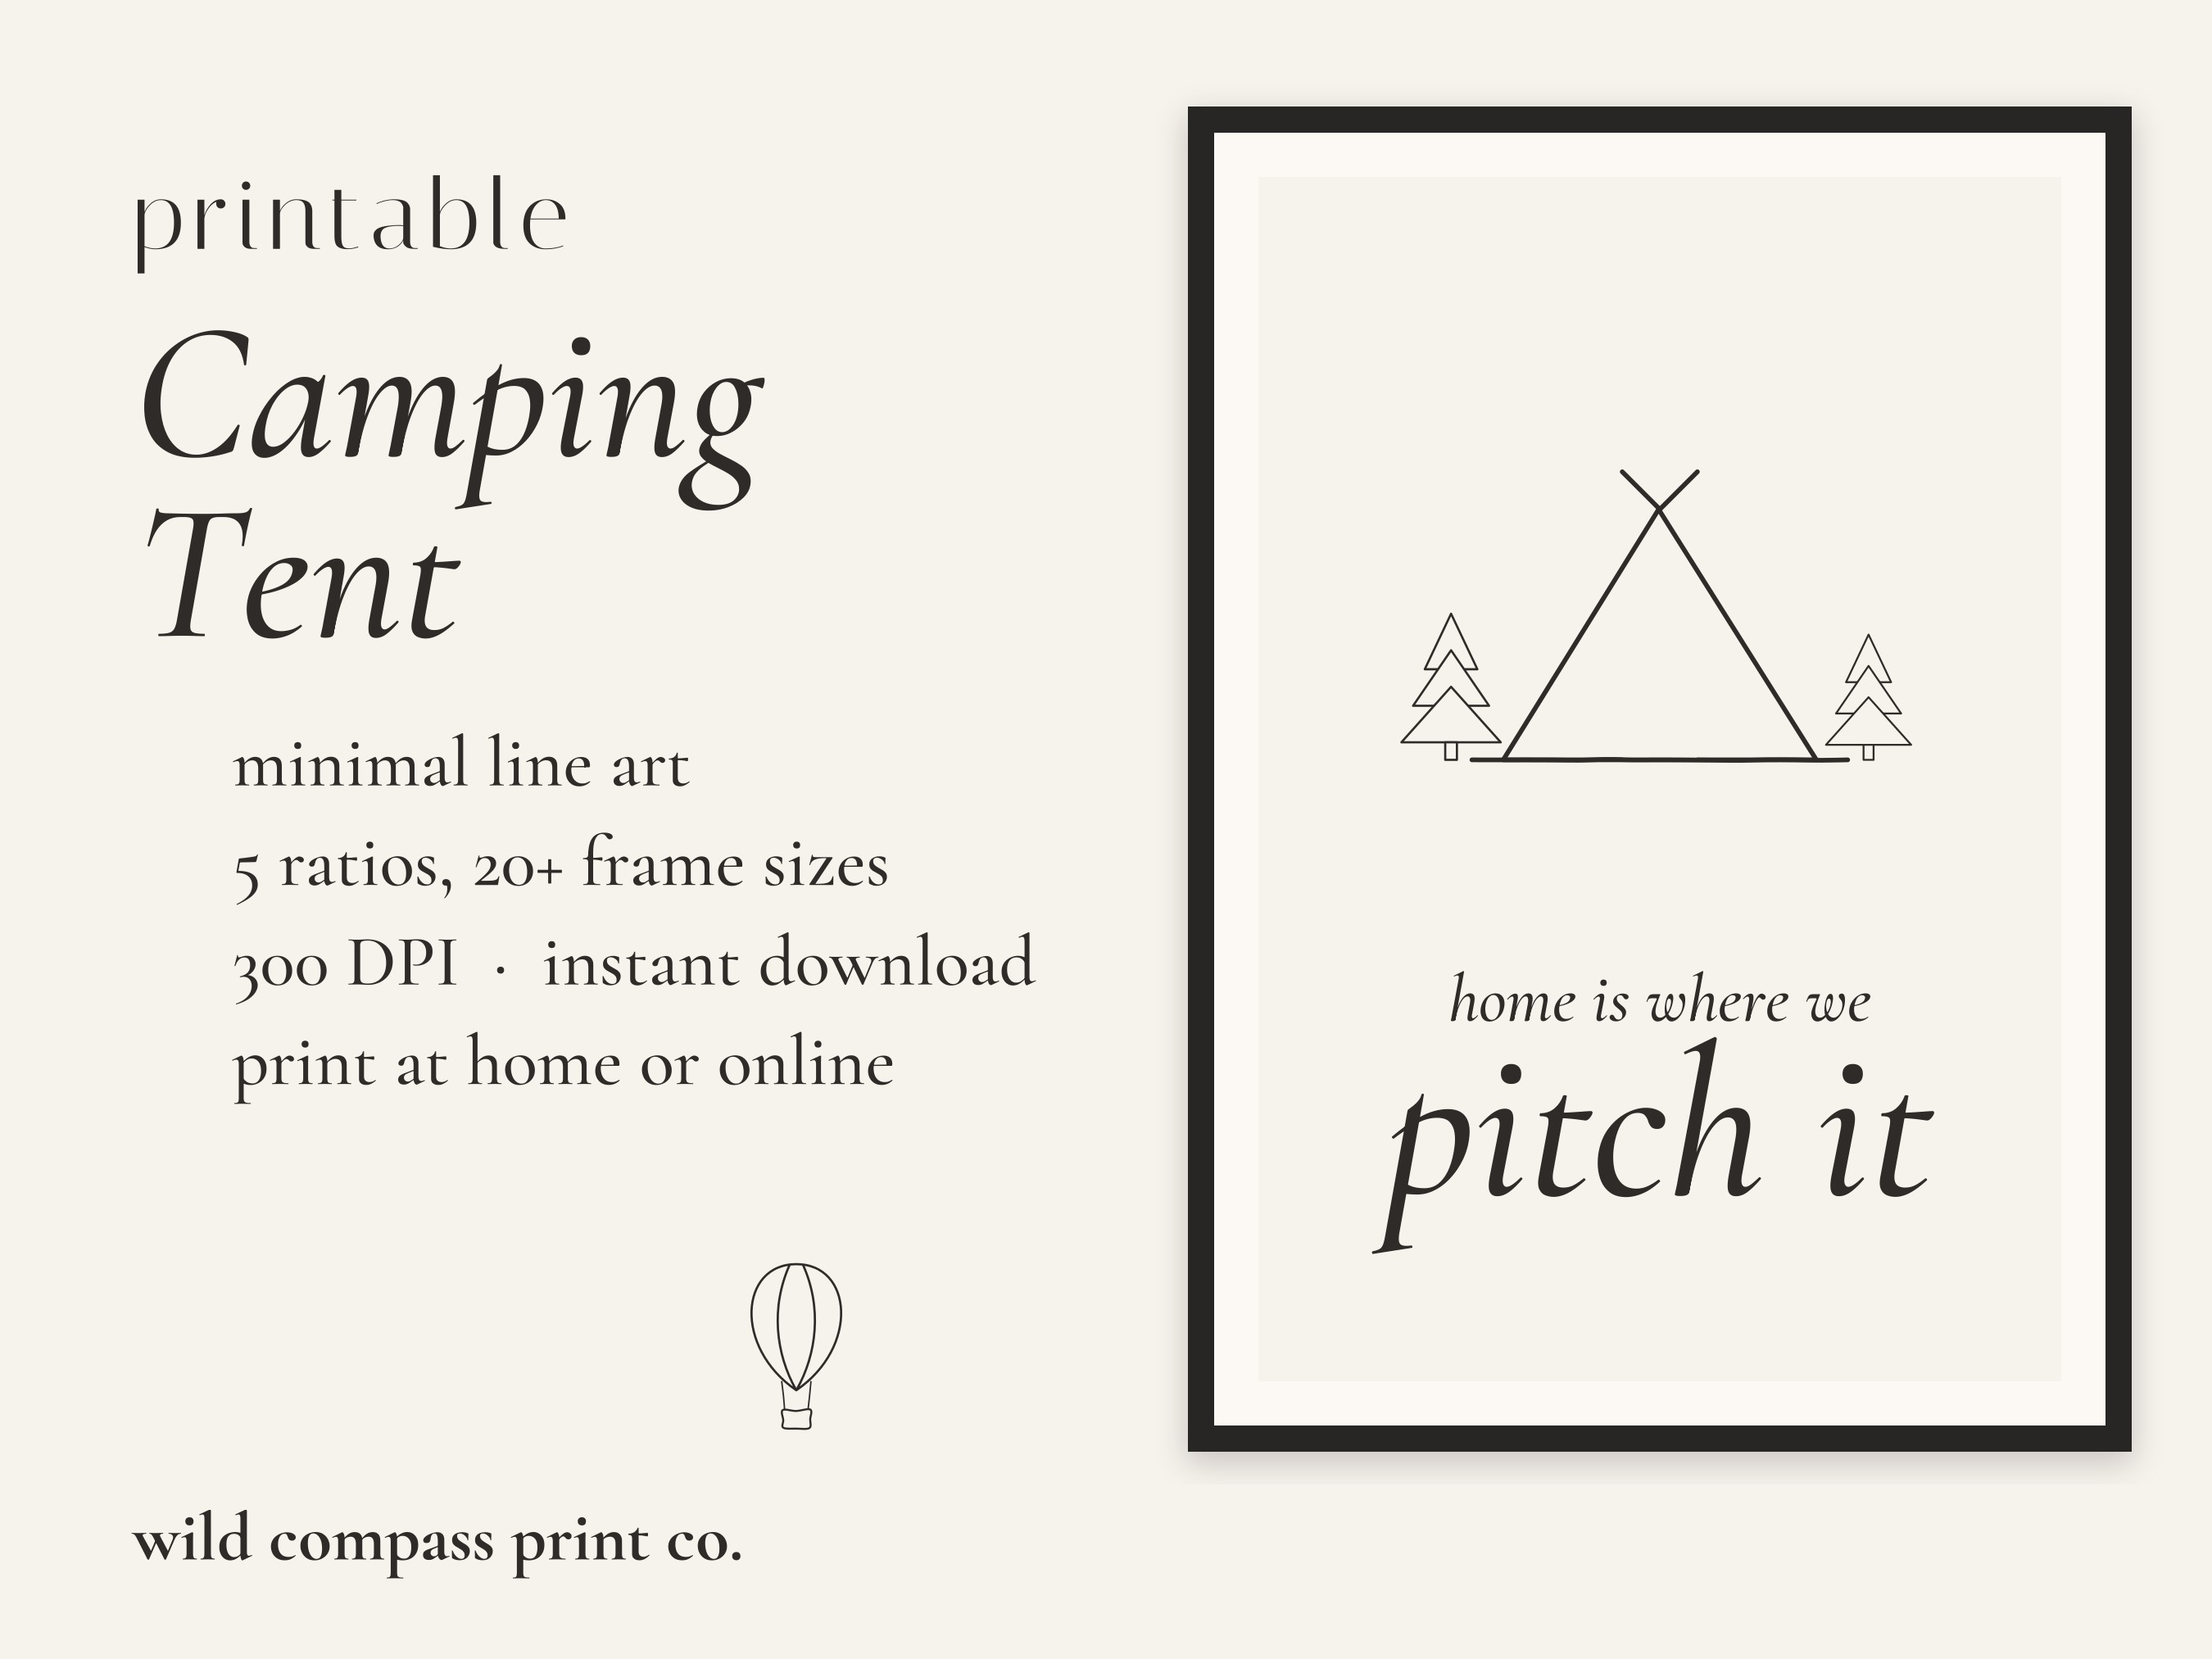 printable
Camping
Tent
minimal line art
5 ratios, 20+ frame sizes
300 DPI · instant download
print at home or online
wild compass print co.
home is where we
pitch it